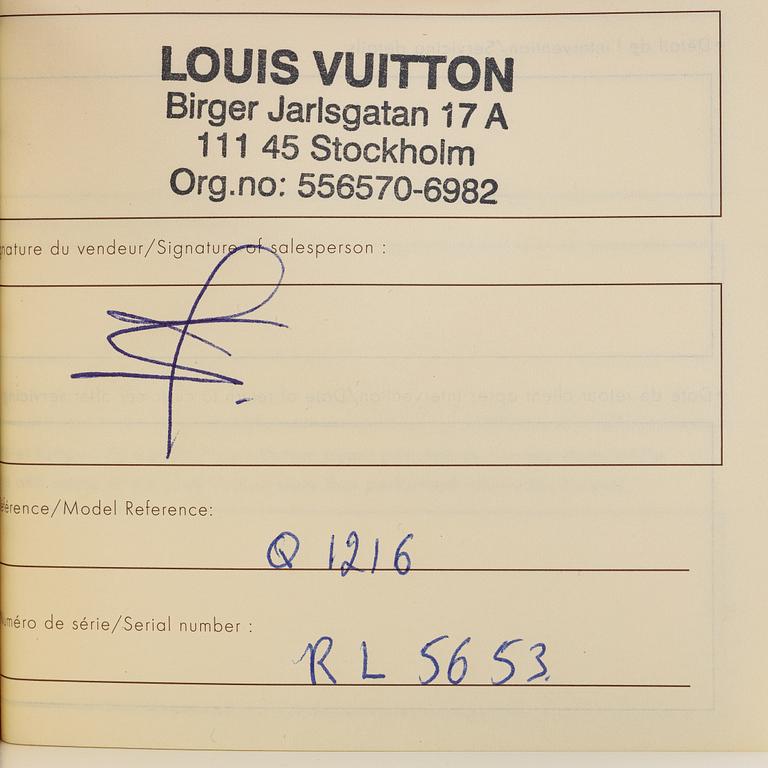 LOUIS VUITTON
Birger Jarlsgatan 17 A
111 45 Stockholm
Org.no: 556570-6982
nature du vendeur/Signature of salesperson :
férence/Model Reference:
Q 1216
uméro de série/Serial number :
RL 5653